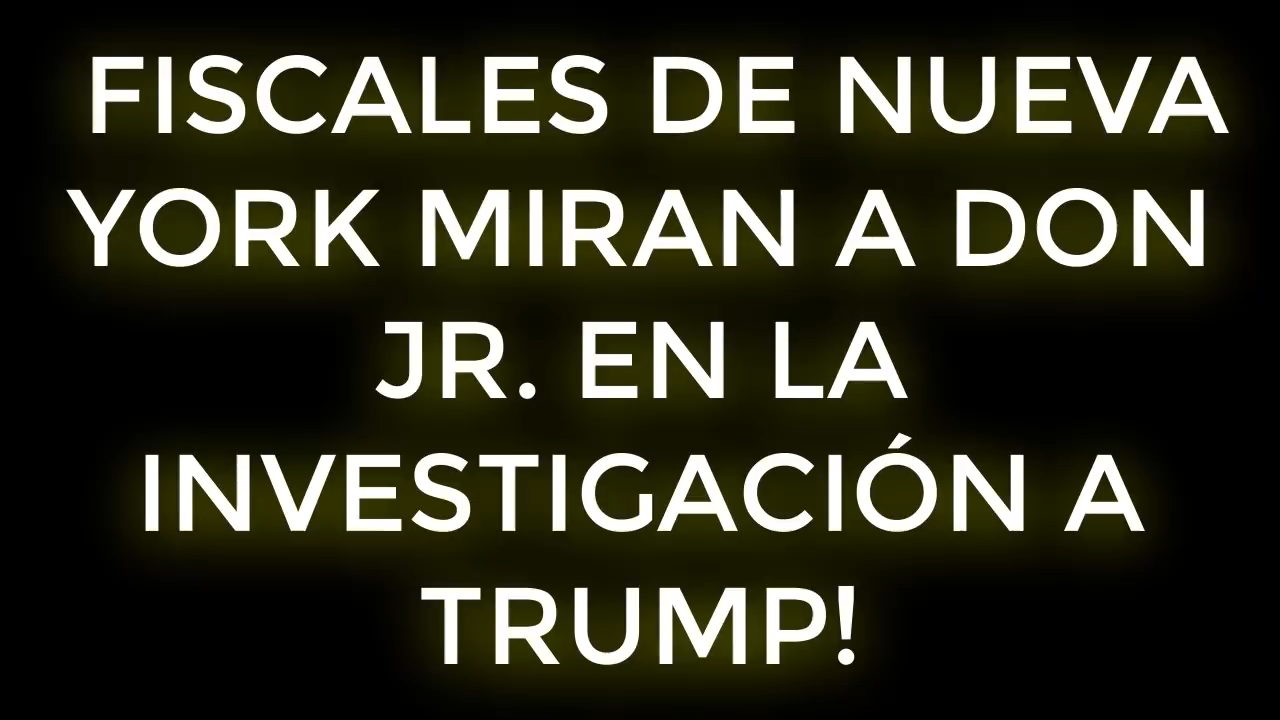 FISCALES DE NUEVA
YORK MIRAN A DON
JR. EN LA
INVESTIGACIÓN A
TRUMP!